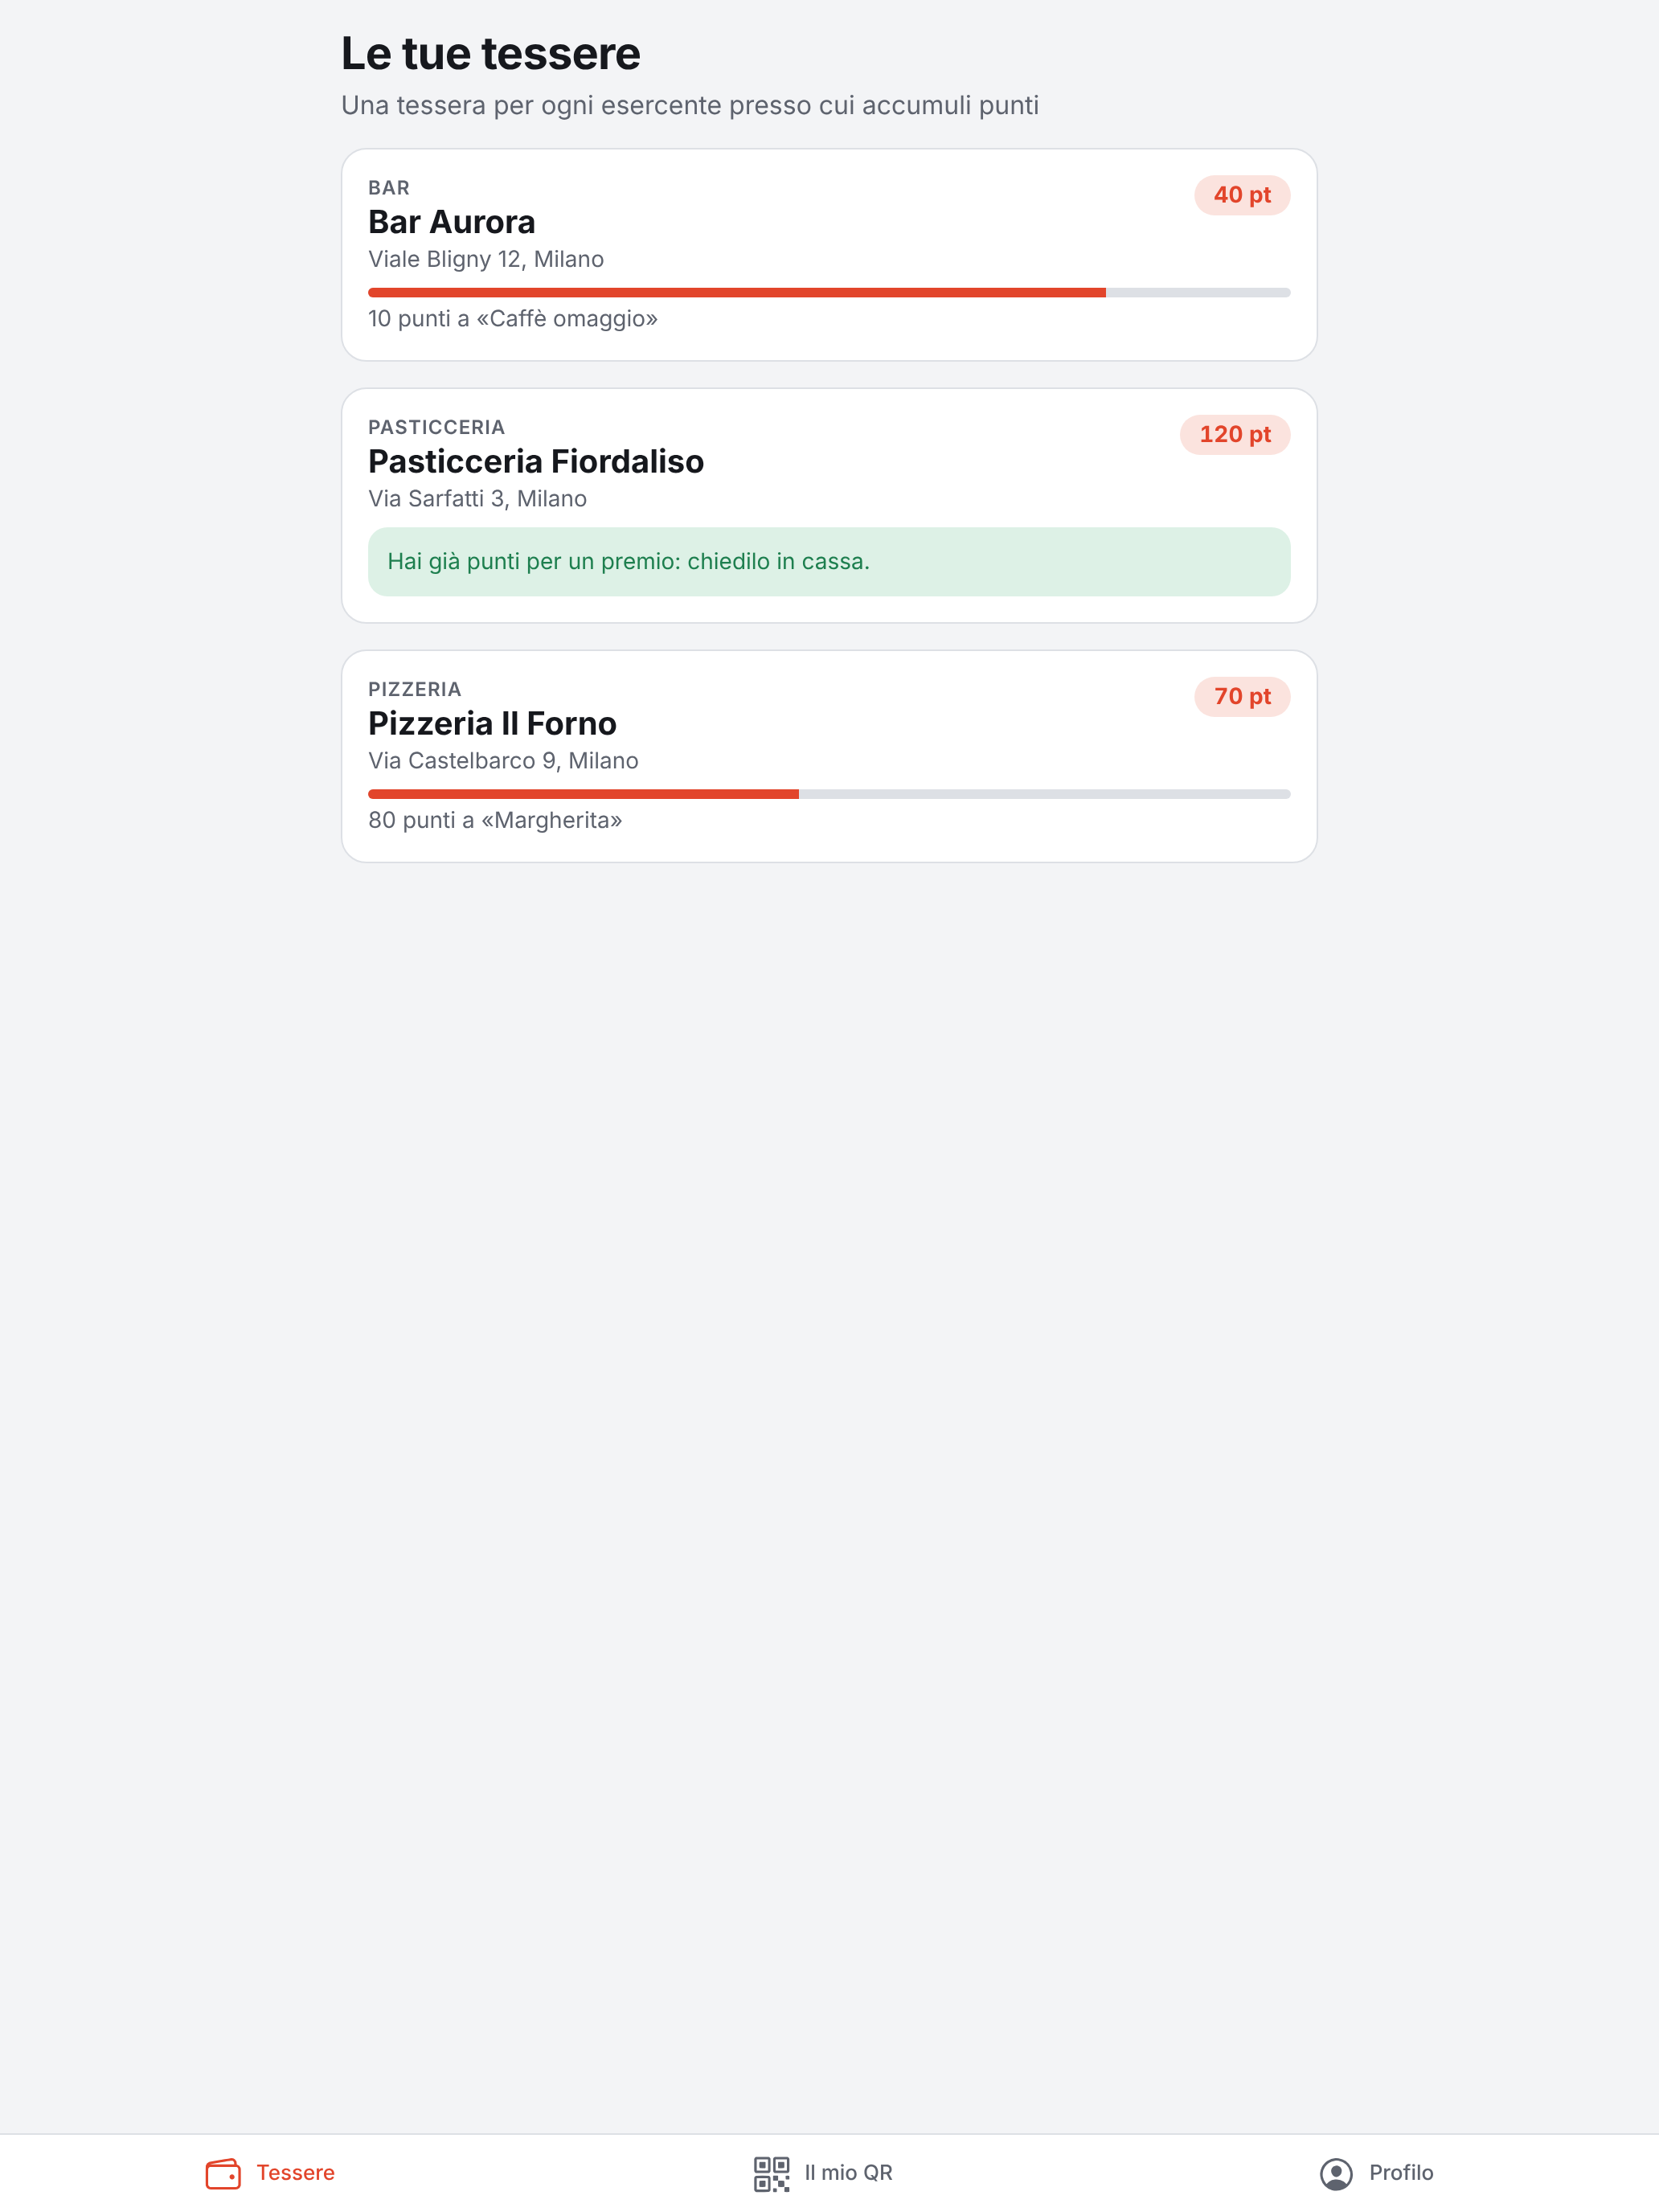 Le tue tessere
Una tessera per ogni esercente presso cui accumuli punti
BAR
40 pt
Bar Aurora
Viale Bligny 12, Milano
10 punti a «Caffè omaggio»
PASTICCERIA
120 pt
Pasticceria Fiordaliso
Via Sarfatti 3, Milano
Hai già punti per un premio: chiedilo in cassa.
PIZZERIA
70 pt
Pizzeria Il Forno
Via Castelbarco 9, Milano
80 punti a «Margherita»
Tessere
Il mio QR
Profilo